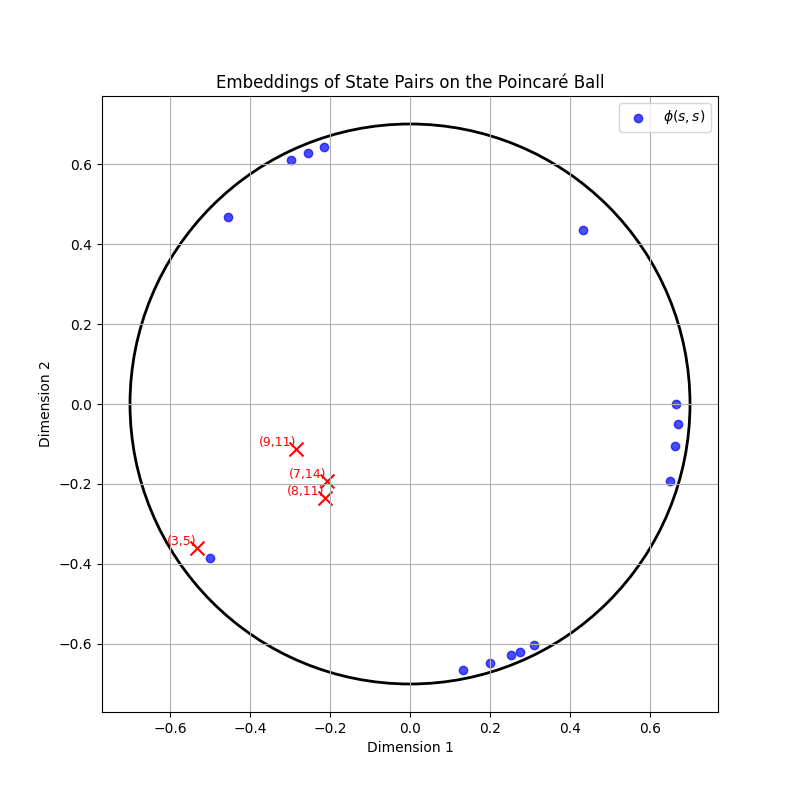 Embeddings of State Pairs on the Poincaré Ball
ϕ(s, s)
0.6
0.4
0.2
0.0
−0.2
−0.4
−0.6
Dimension 2
(9,11)
(7,14)
(8,11)
(3,5)
−0.6 −0.4 −0.2 0.0 0.2 0.4 0.6
Dimension 1